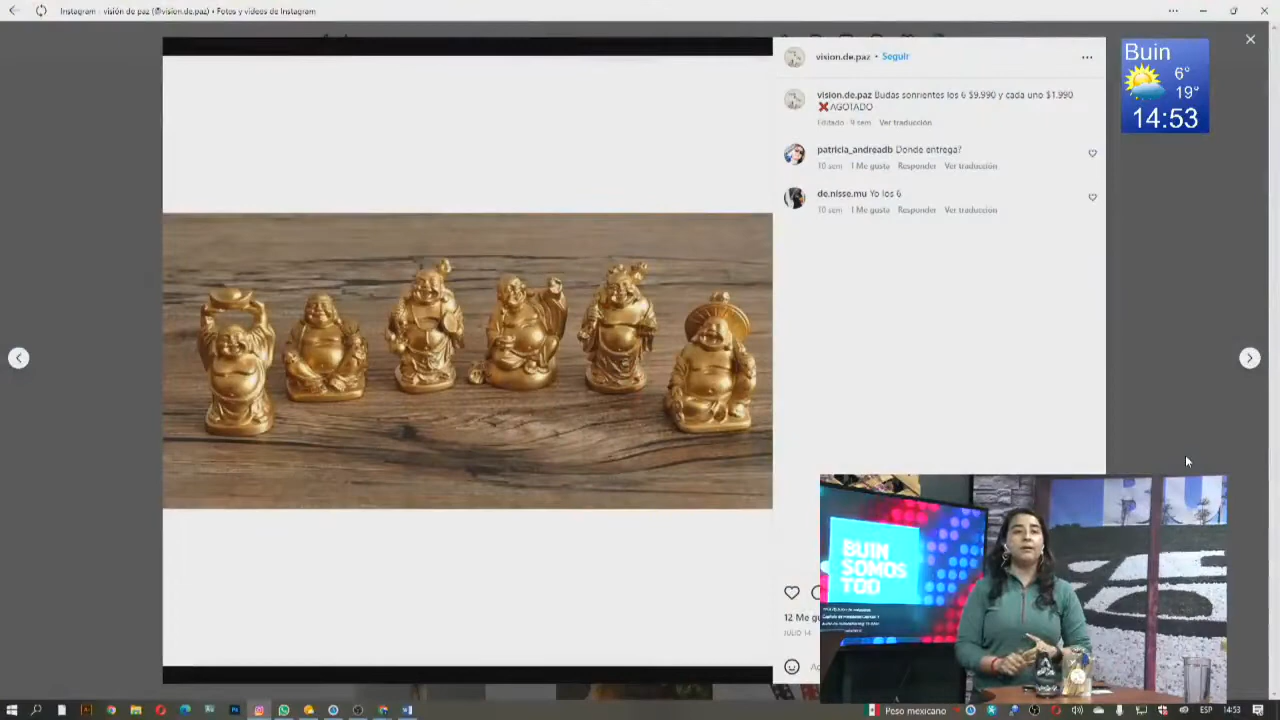 Instagram - visión de paz (@vision.de.paz) • Fotos y videos de Instagram
vision.de.paz • Seguir
vision.de.paz Budas sonrientes los 6 $9.990 y cada uno $1.990
❌AGOTADO
Editado · 9 sem Ver traducción
patricia_andreadb Donde entrega?
10 sem 1 Me gusta Responder Ver traducción
de.nisse.mu Yo los 6
10 sem 1 Me gusta Responder Ver traducción
12 Me gu
JULIO 14
Buin
6°
19°
14:53
BUIN
SOMOS
TOD
BU
Peso mexicano
ESP
14:53